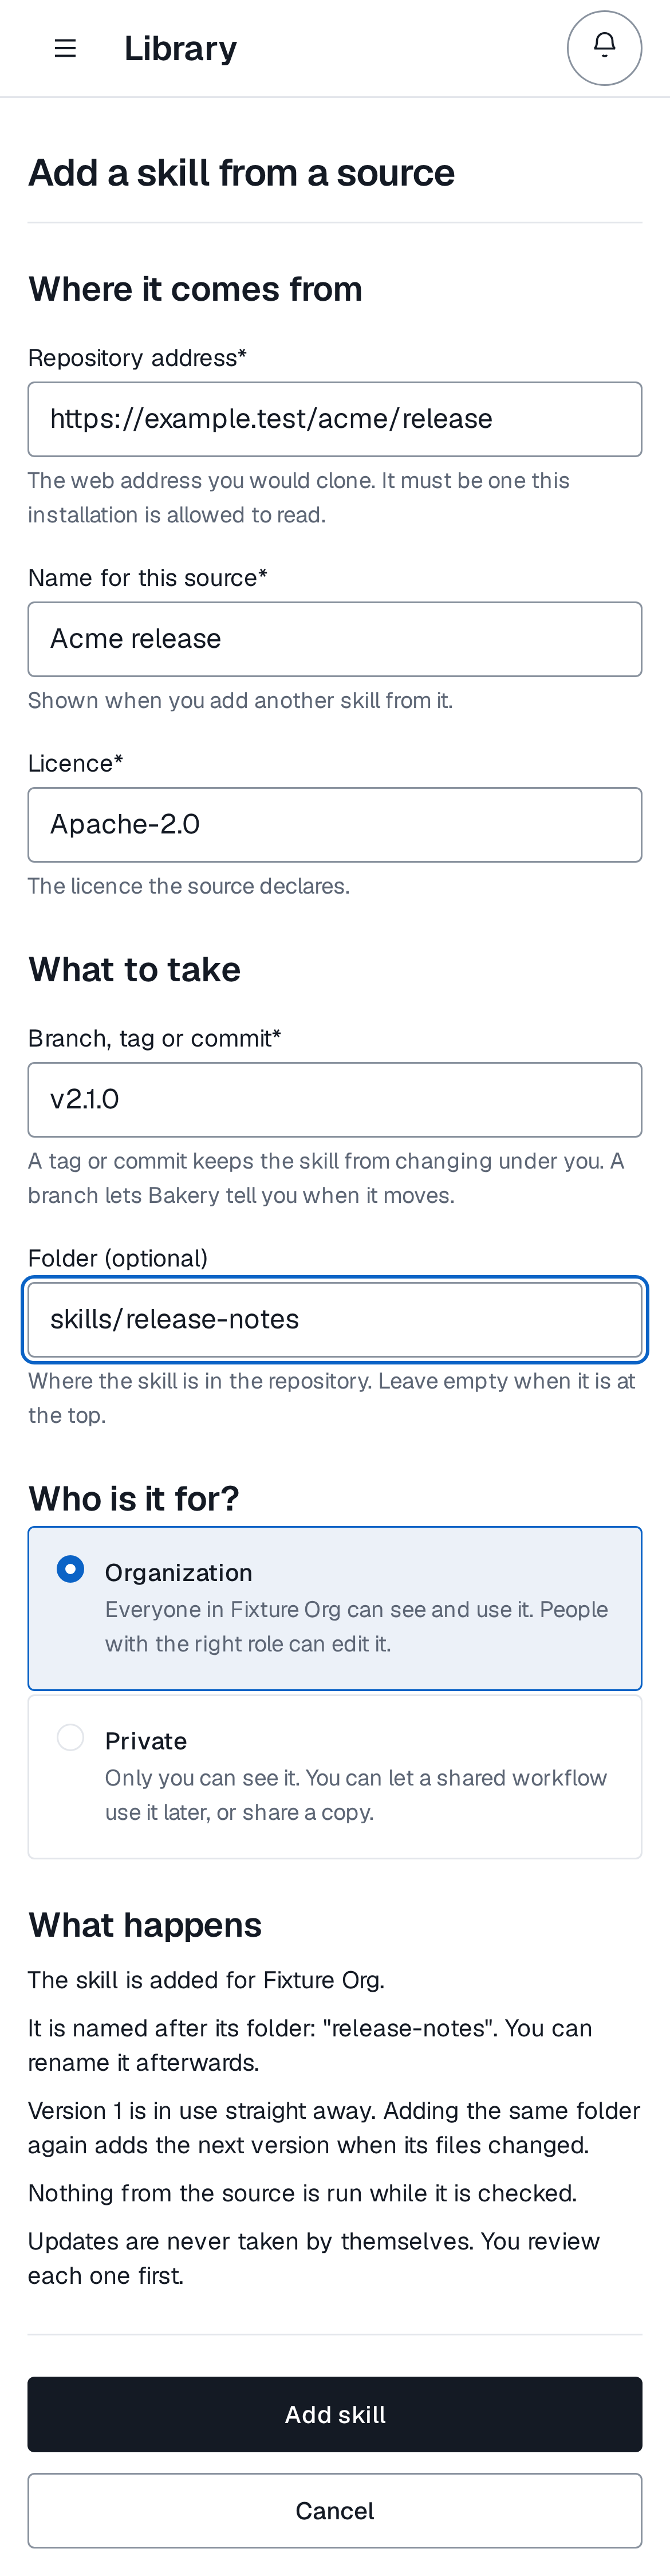 Library
Add a skill from a source
Where it comes from
Repository address*
https://example.test/acme/release
The web address you would clone. It must be one this
installation is allowed to read.
Name for this source*
Acme release
Shown when you add another skill from it.
Licence*
Apache-2.0
The licence the source declares.
What to take
Branch, tag or commit*
v2.1.0
A tag or commit keeps the skill from changing under you. A
branch lets Bakery tell you when it moves.
Folder (optional)
skills/release-notes
Where the skill is in the repository. Leave empty when it is at
the top.
Who is it for?
Organization
Everyone in Fixture Org can see and use it. People
with the right role can edit it.
Private
Only you can see it. You can let a shared workflow
use it later, or share a copy.
What happens
The skill is added for Fixture Org.
It is named after its folder: "release-notes". You can
rename it afterwards.
Version 1 is in use straight away. Adding the same folder
again adds the next version when its files changed.
Nothing from the source is run while it is checked.
Updates are never taken by themselves. You review
each one first.
Add skill
Cancel